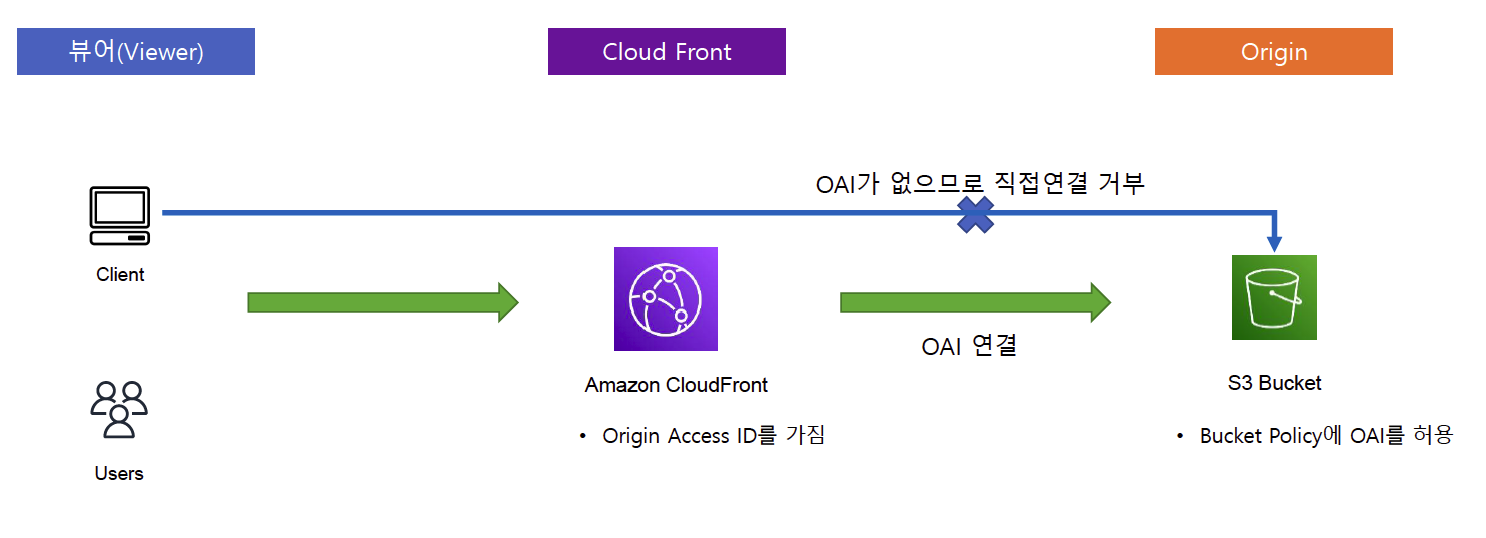 뷰어(Viewer)
Cloud Front
Origin
OAI가 없으므로 직접연결 거부
Client
OAI 연결
Amazon CloudFront
S3 Bucket
• Origin Access ID를 가짐
• Bucket Policy에 OAI를 허용
Users